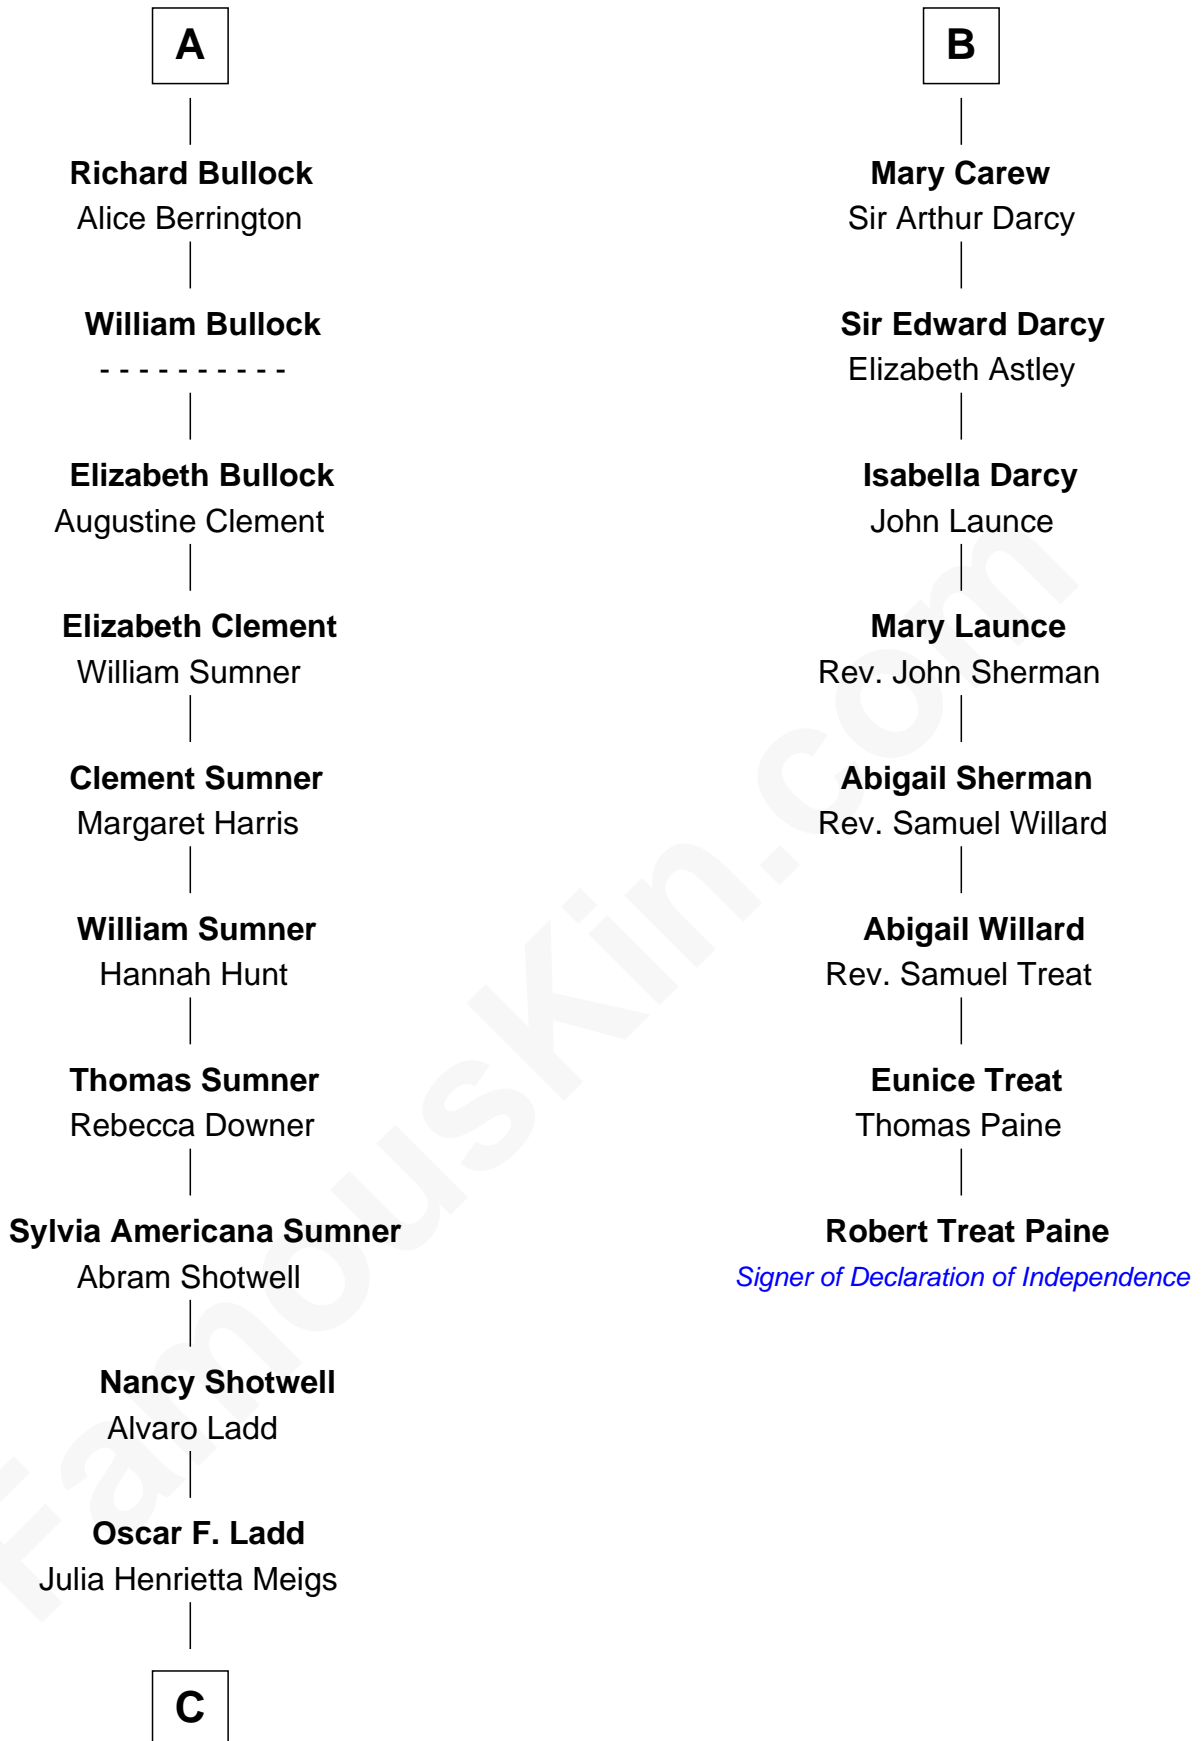 A
Richard Bullock
Alice Berrington
William Bullock
- - - - - - - - - -
Elizabeth Bullock
Augustine Clement
Elizabeth Clement
William Sumner
Clement Sumner
Margaret Harris
William Sumner
Hannah Hunt
Thomas Sumner
Rebecca Downer
Sylvia Americana Sumner
Abram Shotwell
Nancy Shotwell
Alvaro Ladd
Oscar F. Ladd
Julia Henrietta Meigs
C
B
Mary Carew
Sir Arthur Darcy
Sir Edward Darcy
Elizabeth Astley
Isabella Darcy
John Launce
Mary Launce
Rev. John Sherman
Abigail Sherman
Rev. Samuel Willard
Abigail Willard
Rev. Samuel Treat
Eunice Treat
Thomas Paine
Robert Treat Paine
Signer of Declaration of Independence
FamousKin.com